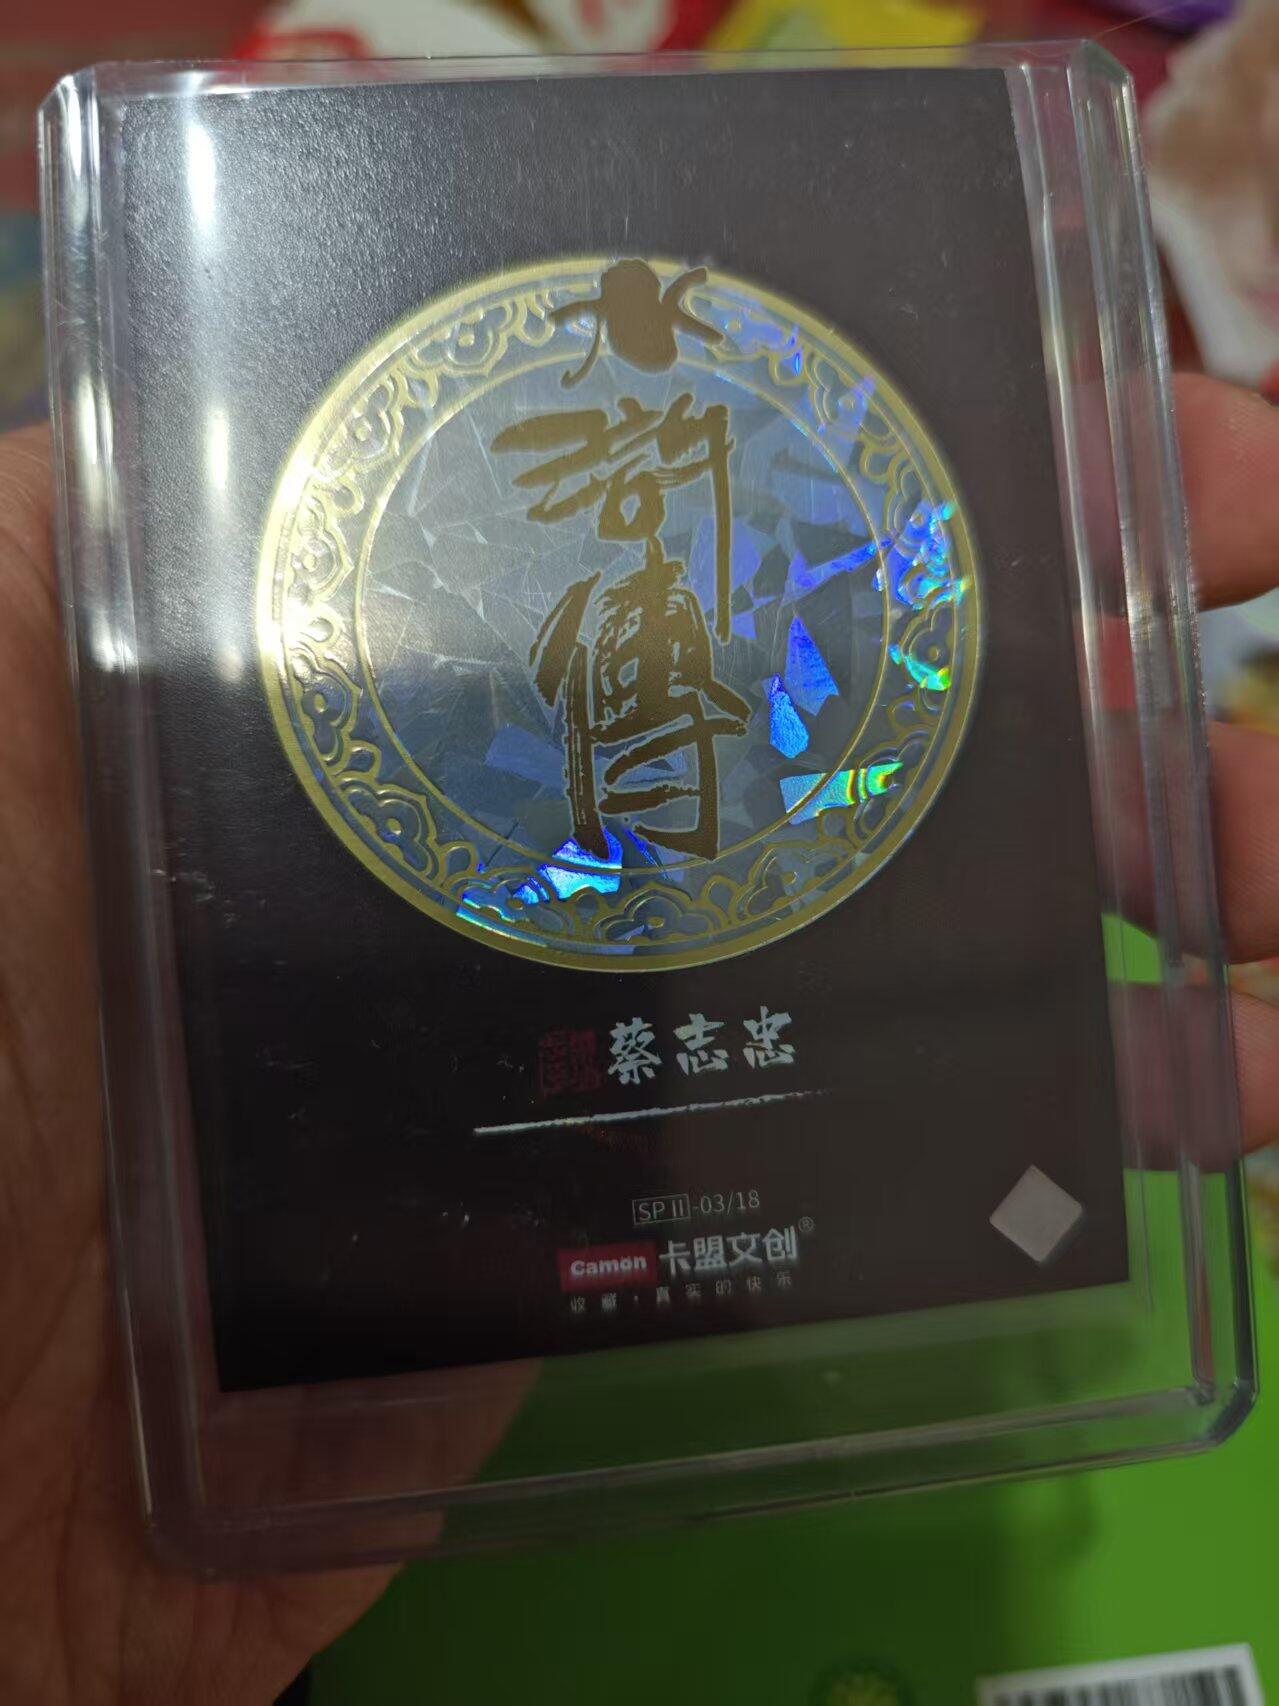 水
浒
傳
蔡志忠
SP II-03/18
Camon 卡盟文创®
收藏·真实的快乐